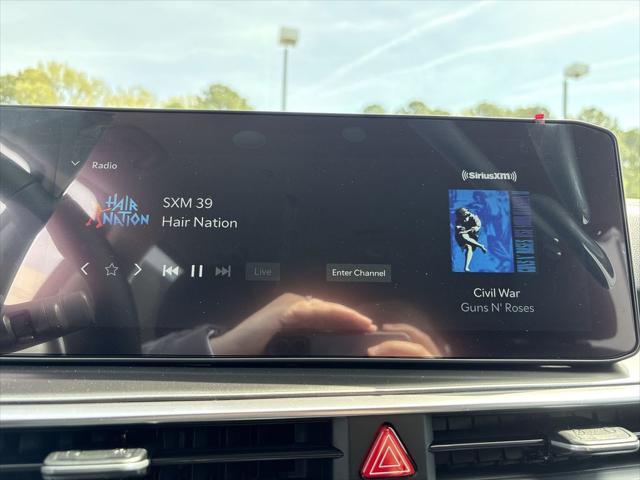 Radio
((SiriusXM))
HAIR
NATION
SXM 39
Hair Nation
Live
Enter Channel
Civil War
Guns N' Roses